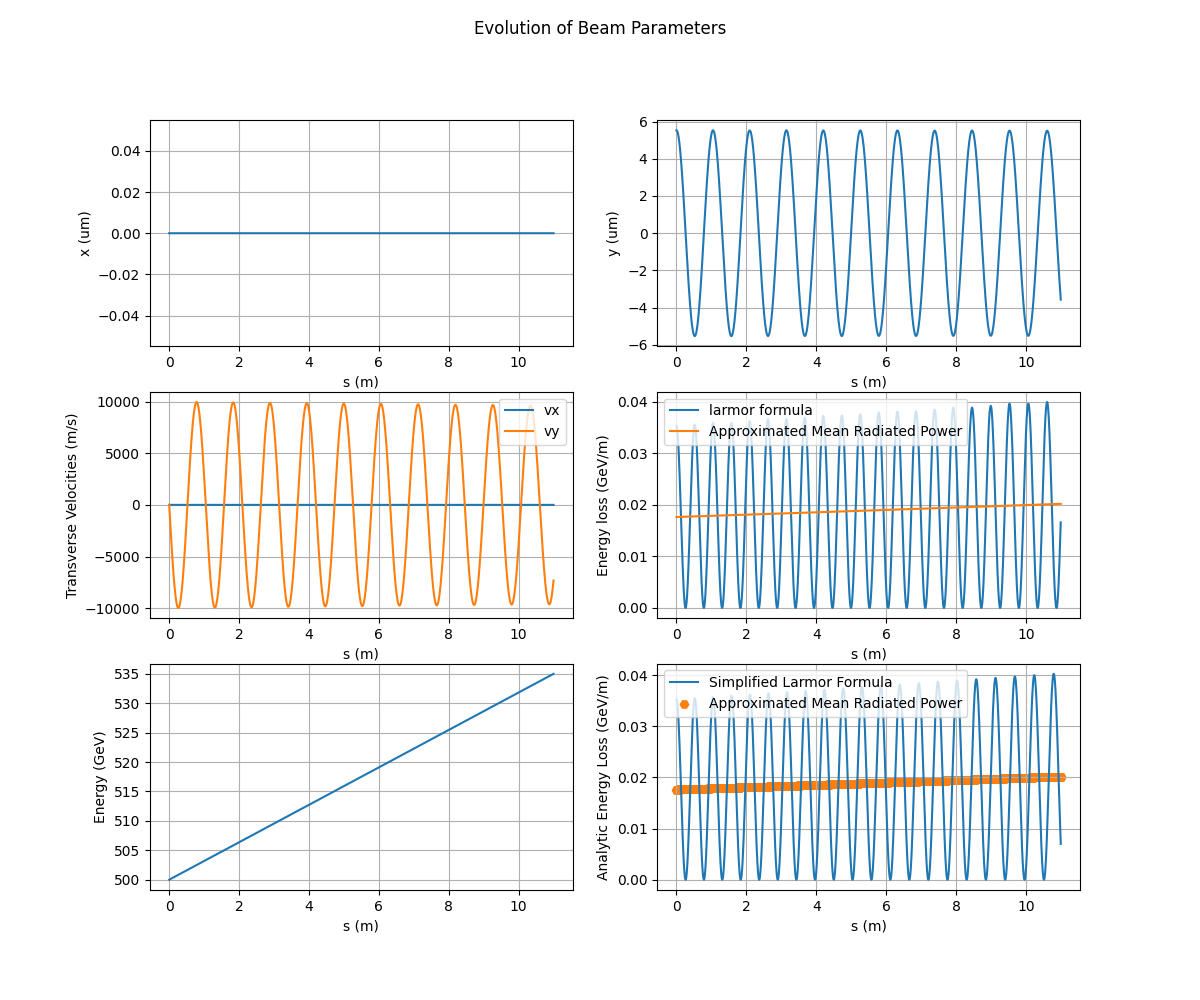 Evolution of Beam Parameters
x (um)
0.04
0.02
0.00
−0.02
−0.04
0 2 4 6 8 10
s (m)
y (um)
6
4
2
0
−2
−4
−6
0 2 4 6 8 10
s (m)
Transverse Velocities (m/s)
10000
5000
0
−5000
−10000
vx
vy
0 2 4 6 8 10
s (m)
Energy loss (GeV/m)
0.04
0.03
0.02
0.01
0.00
larmor formula
Approximated Mean Radiated Power
0 2 4 6 8 10
s (m)
Energy (GeV)
535
530
525
520
515
510
505
500
0 2 4 6 8 10
s (m)
Analytic Energy Loss (GeV/m)
0.04
0.03
0.02
0.01
0.00
Simplified Larmor Formula
Approximated Mean Radiated Power
0 2 4 6 8 10
s (m)